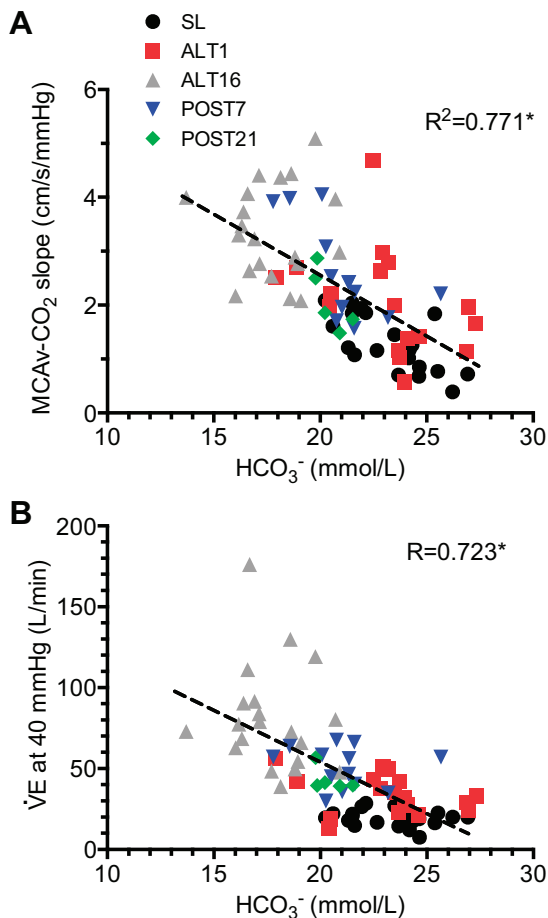 A
SL
ALT1
ALT16
POST7
POST21
R²=0.771*
MCAv-CO₂ slope (cm/s/mmHg)
6
4
2
0
10 15 20 25 30
HCO₃⁻ (mmol/L)
B
R=0.723*
V̇E at 40 mmHg (L/min)
200
150
100
50
0
10 15 20 25 30
HCO₃⁻ (mmol/L)